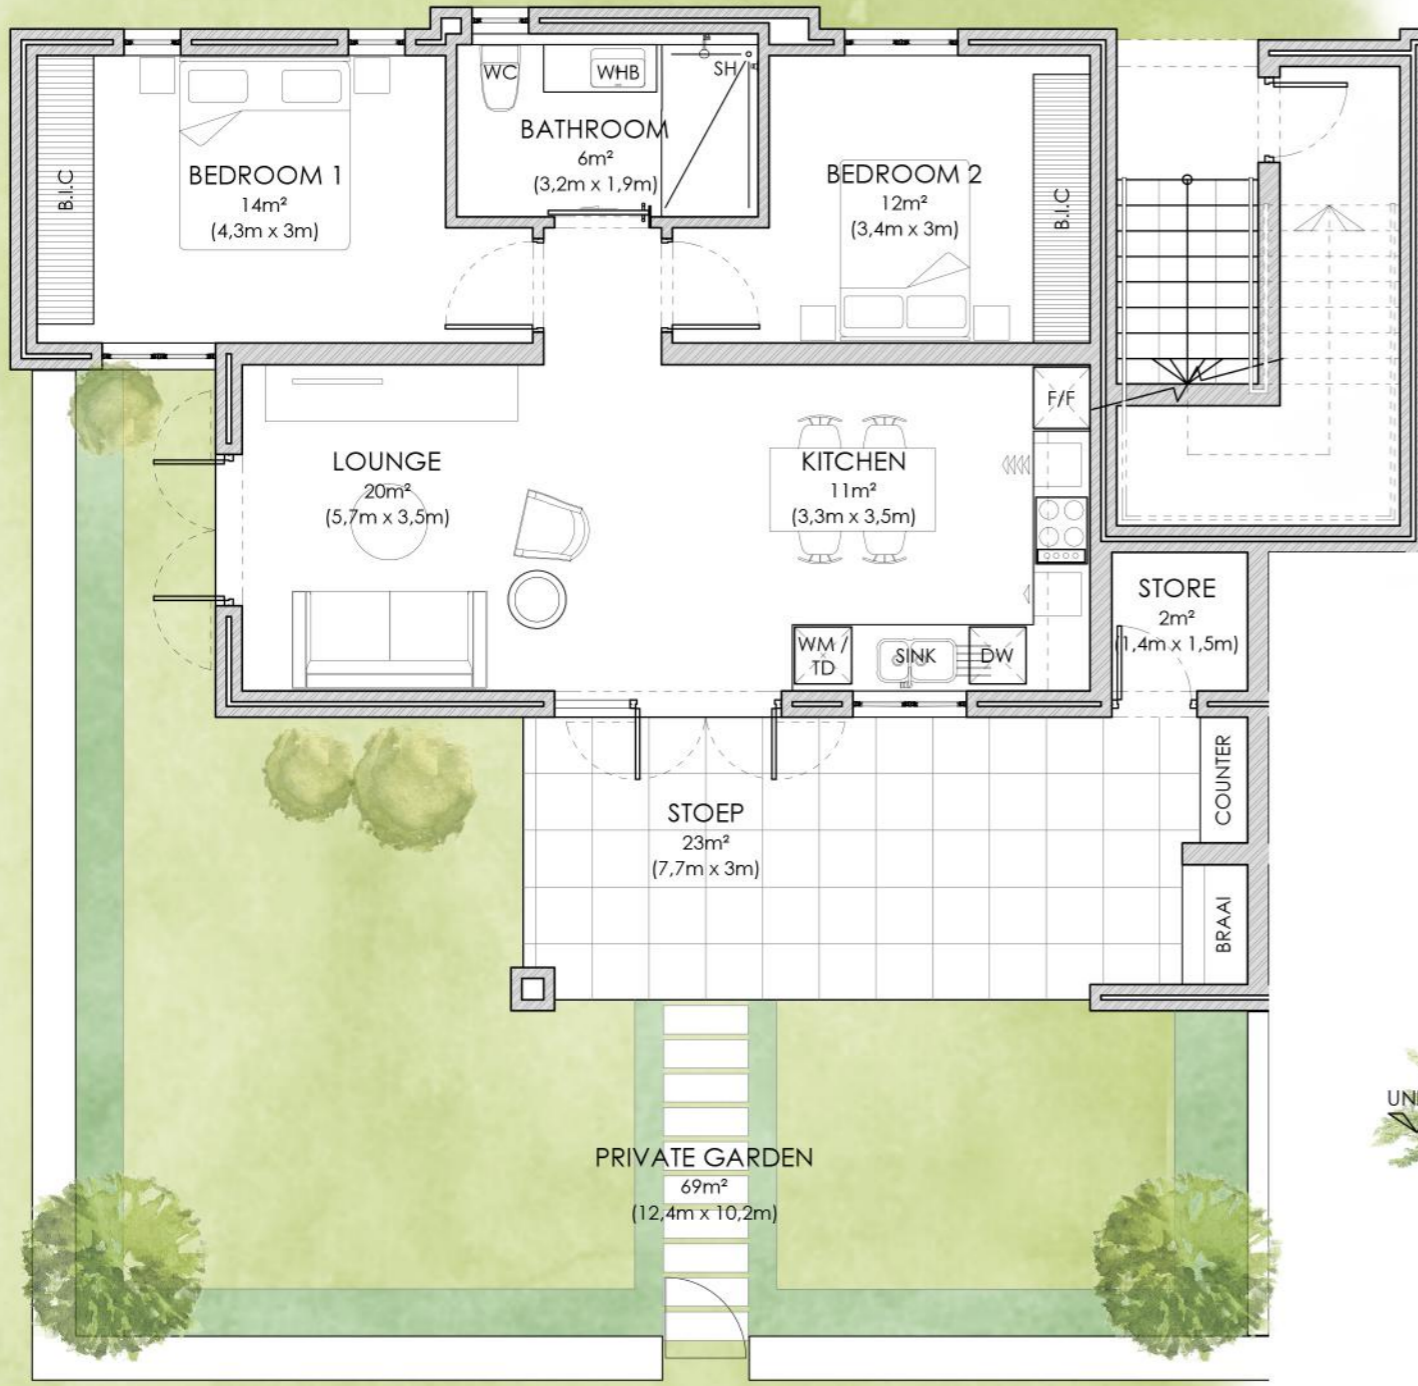 WC
WHB
SH
BATHROOM
6m²
(3,2m x 1,9m)
BEDROOM 1
14m²
(4,3m x 3m)
B.I.C
BEDROOM 2
12m²
(3,4m x 3m)
B.I.C
F/F
LOUNGE
20m²
(5,7m x 3,5m)
KITCHEN
11m²
(3,3m x 3,5m)
STORE
2m²
(1,4m x 1,5m)
WM /
TD
SINK
DW
COUNTER
STOEP
23m²
(7,7m x 3m)
BRAAI
PRIVATE GARDEN
69m²
(12,4m x 10,2m)